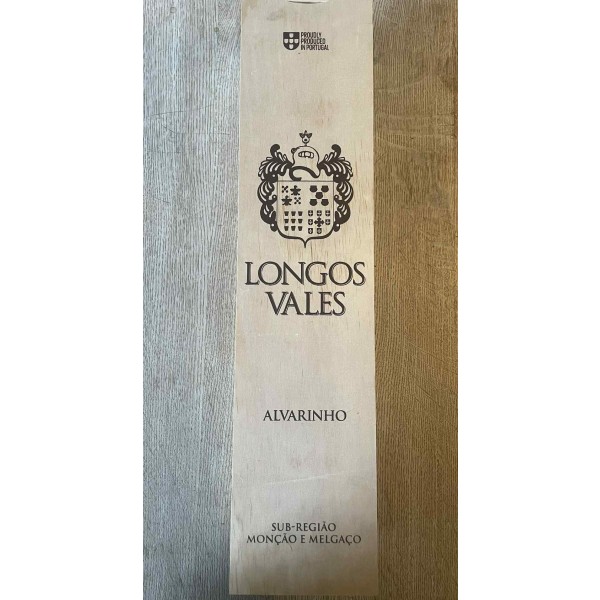 PROUDLY
PRODUCED
IN PORTUGAL
LONGOS
VALES
ALVARINHO
SUB-REGIÃO
MONÇÃO E MELGAÇO